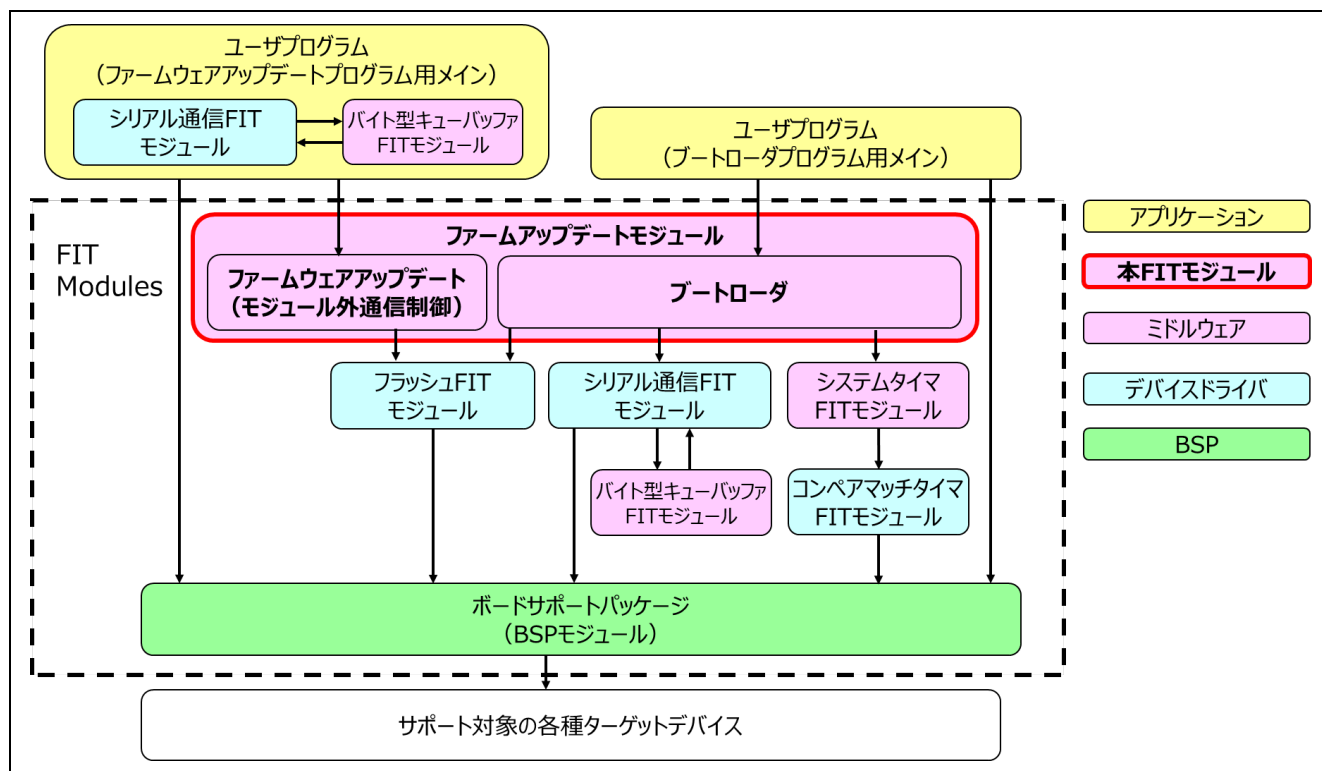 ユーザプログラム
（ファームウェアアップデートプログラム用メイン）
シリアル通信FIT
モジュール
バイト型キューバッファ
FITモジュール
ユーザプログラム
（ブートローダプログラム用メイン）
FIT
Modules
ファームアップデートモジュール
ファームウェアアップデート
（モジュール外通信制御）
ブートローダ
フラッシュFIT
モジュール
シリアル通信FIT
モジュール
システムタイマ
FITモジュール
バイト型キューバッファ
FITモジュール
コンペアマッチタイマ
FITモジュール
ボードサポートパッケージ
（BSPモジュール）
サポート対象の各種ターゲットデバイス
アプリケーション
本FITモジュール
ミドルウェア
デバイスドライバ
BSP